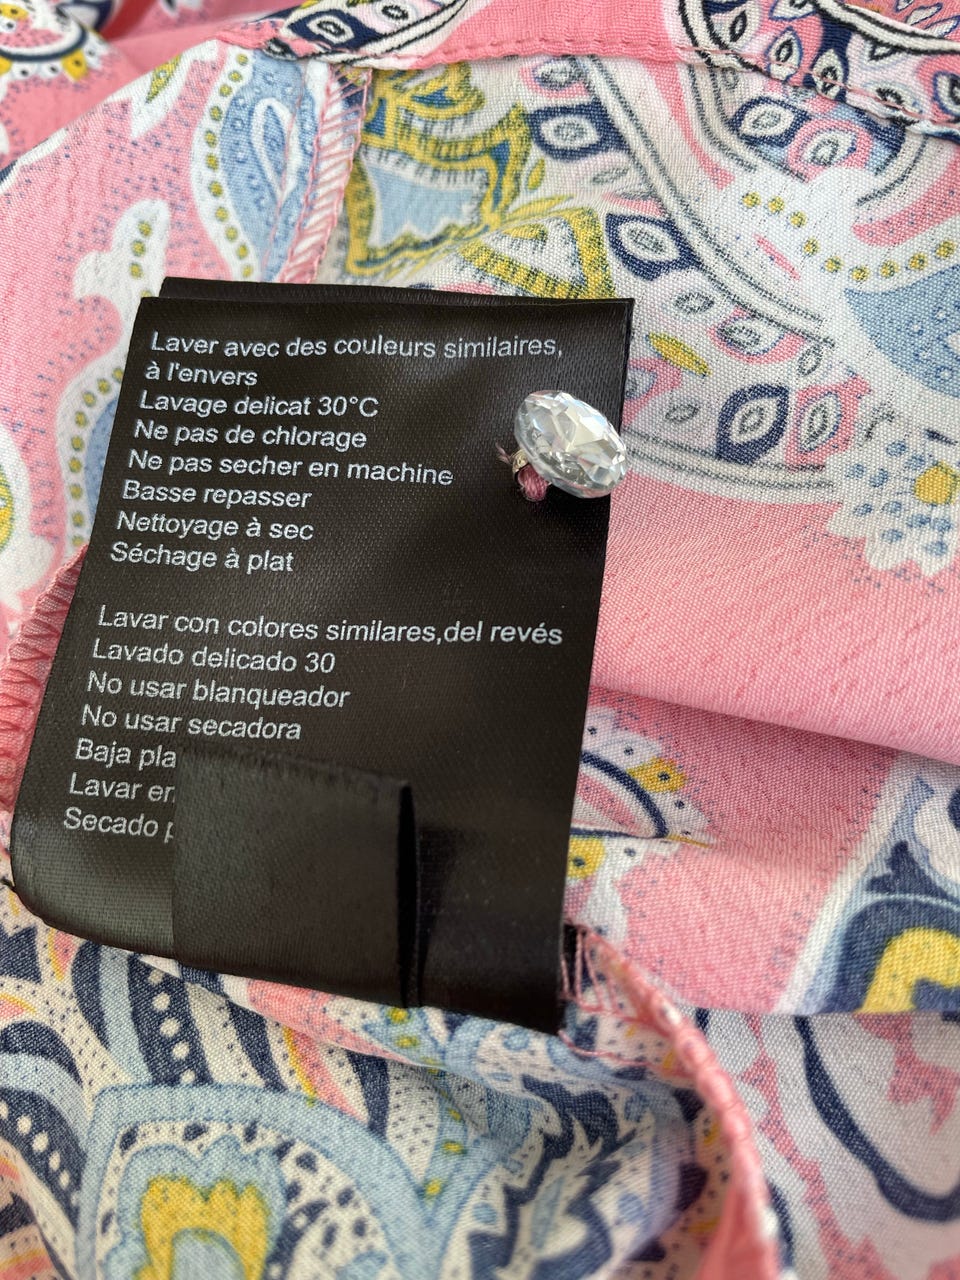 Laver avec des couleurs similaires,
à l'envers
Lavage delicat 30°C
Ne pas de chlorage
Ne pas secher en machine
Basse repasser
Nettoyage à sec
Séchage à plat
Lavar con colores similares,del revés
Lavado delicado 30
No usar blanqueador
No usar secadora
Baja
Lavar
Secado